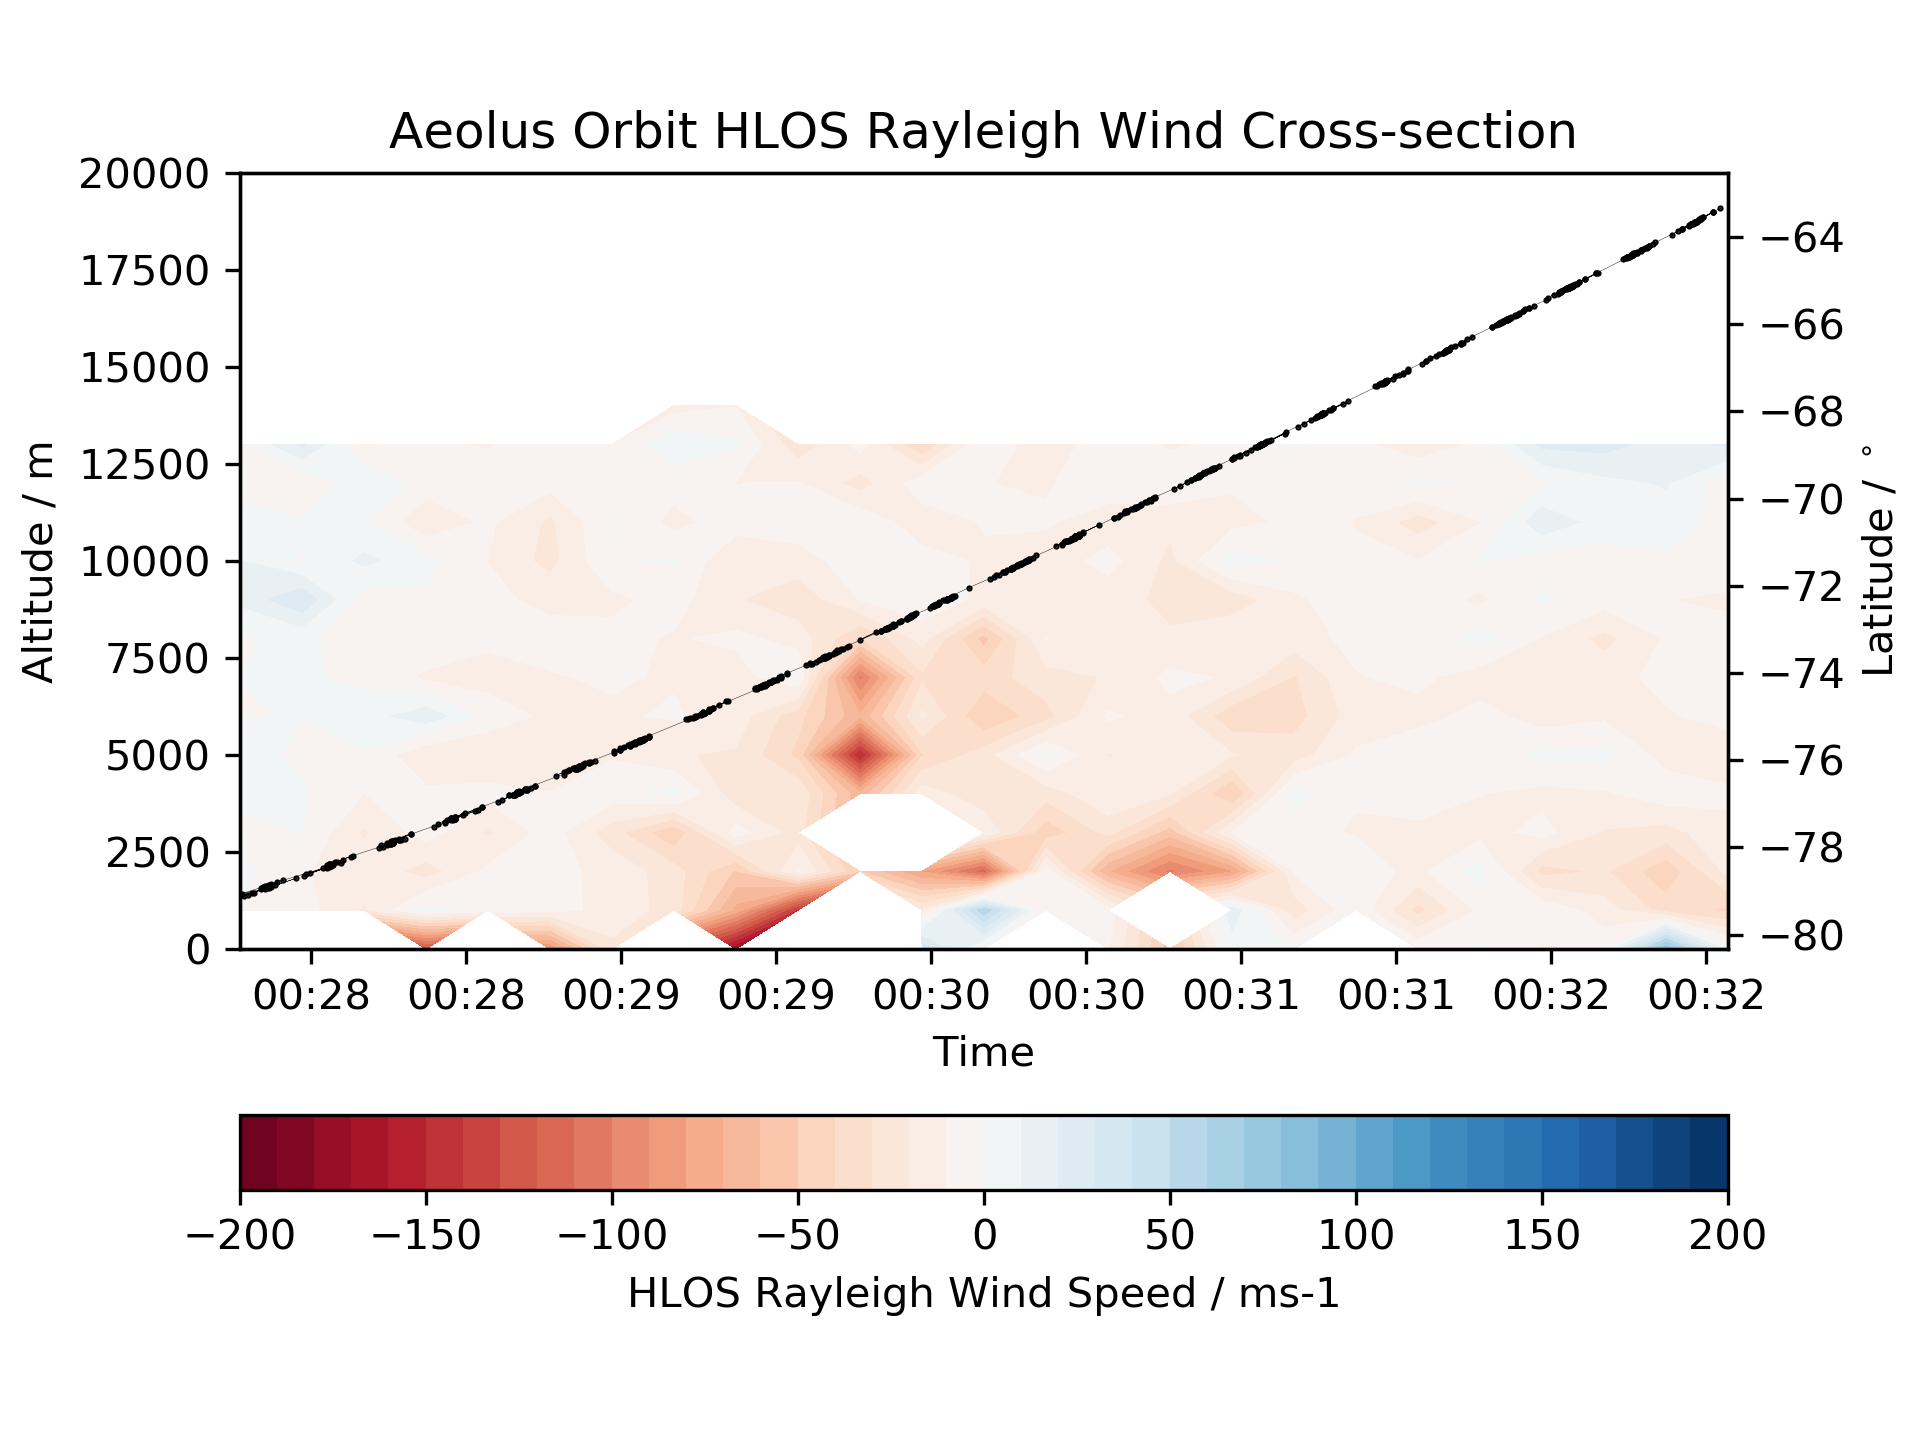 Aeolus Orbit HLOS Rayleigh Wind Cross-section
20000
17500
15000
12500
10000
7500
5000
2500
0
Altitude / m
−64
−66
−68
−70
−72
−74
−76
−78
−80
Latitude / °
00:28 00:28 00:29 00:29 00:30 00:30 00:31 00:31 00:32 00:32
Time
−200 −150 −100 −50 0 50 100 150 200
HLOS Rayleigh Wind Speed / ms-1